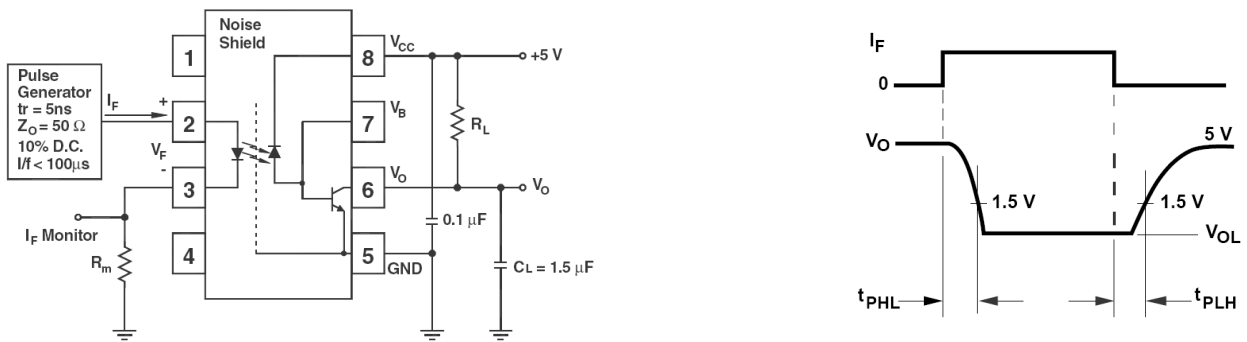 Noise
Shield
1
2
3
4
8
7
6
5
VCC
VB
VO
GND
+5 V
Pulse
Generator
tr = 5ns
ZO = 50 Ω
10% D.C.
I/f < 100μs
IF
+
VF
-
IF Monitor
Rm
RL
VO
0.1 μF
CL = 1.5 μF
IF
0
VO
5 V
1.5 V
1.5 V
VOL
tPHL
tPLH